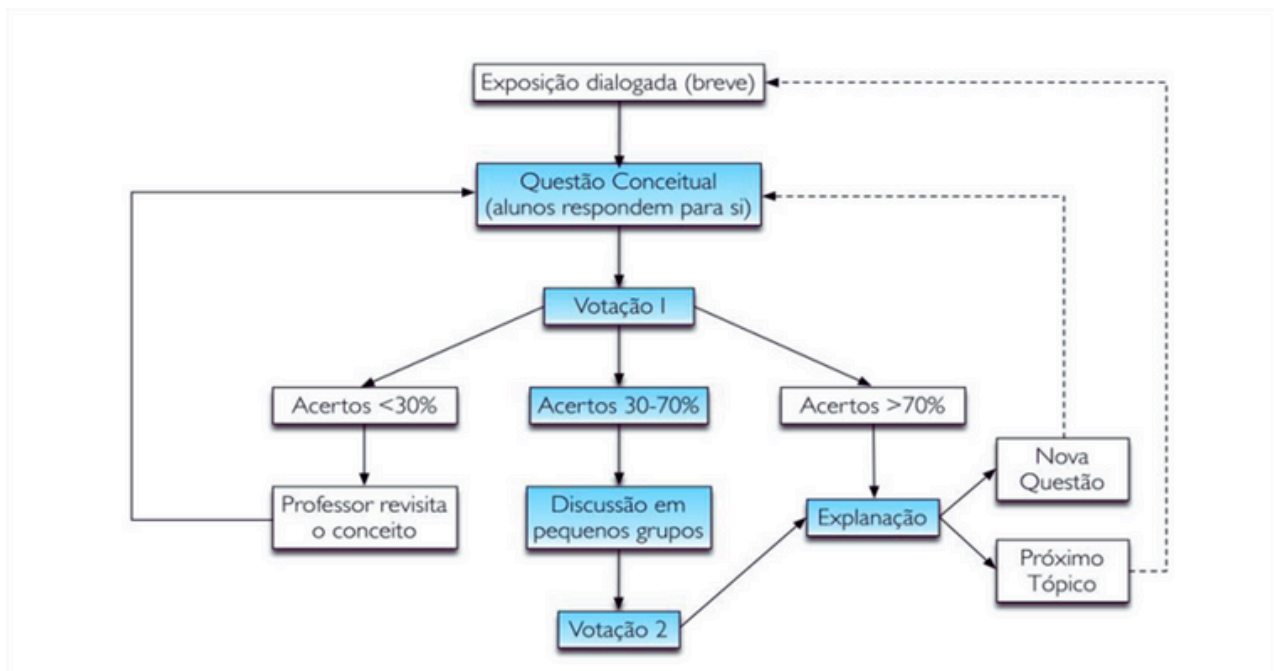 Exposição dialogada (breve)
Questão Conceitual
(alunos respondem para si)
Votação I
Acertos <30%
Acertos 30-70%
Acertos >70%
Professor revisita
o conceito
Discussão em
pequenos grupos
Explanação
Nova
Questão
Próximo
Tópico
Votação 2